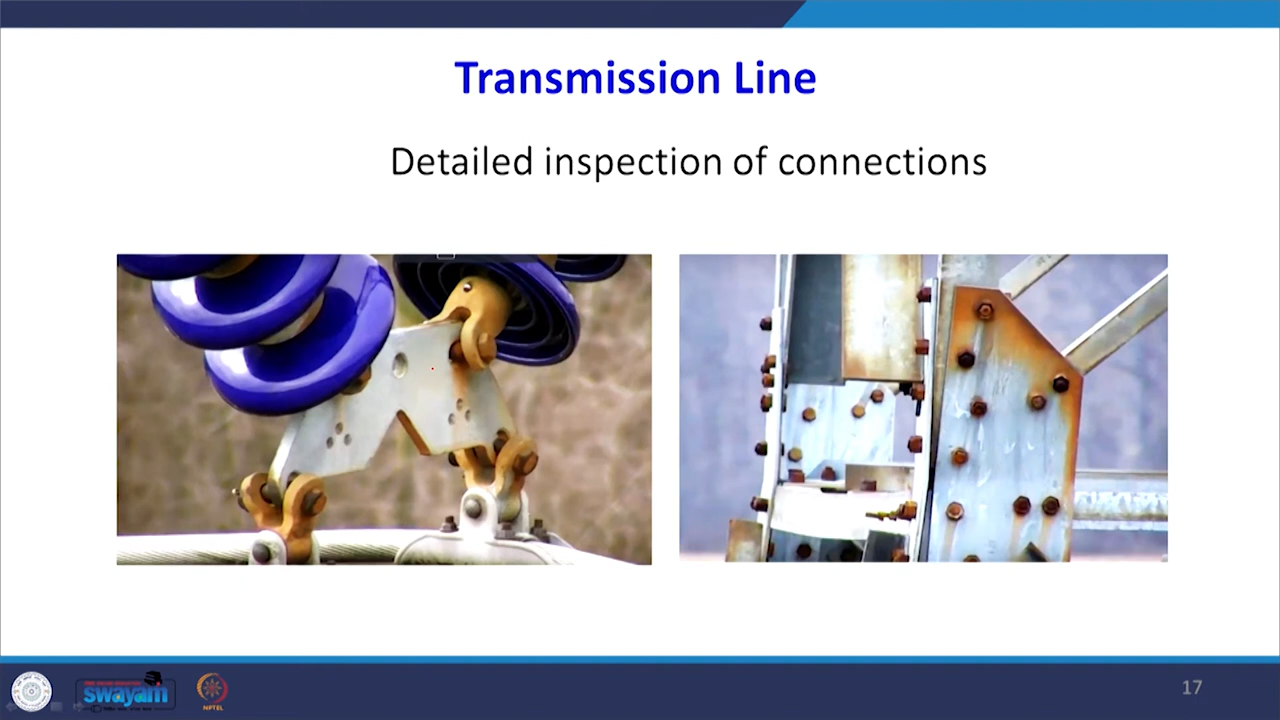 Transmission Line
Detailed inspection of connections
swayam
NPTEL
17